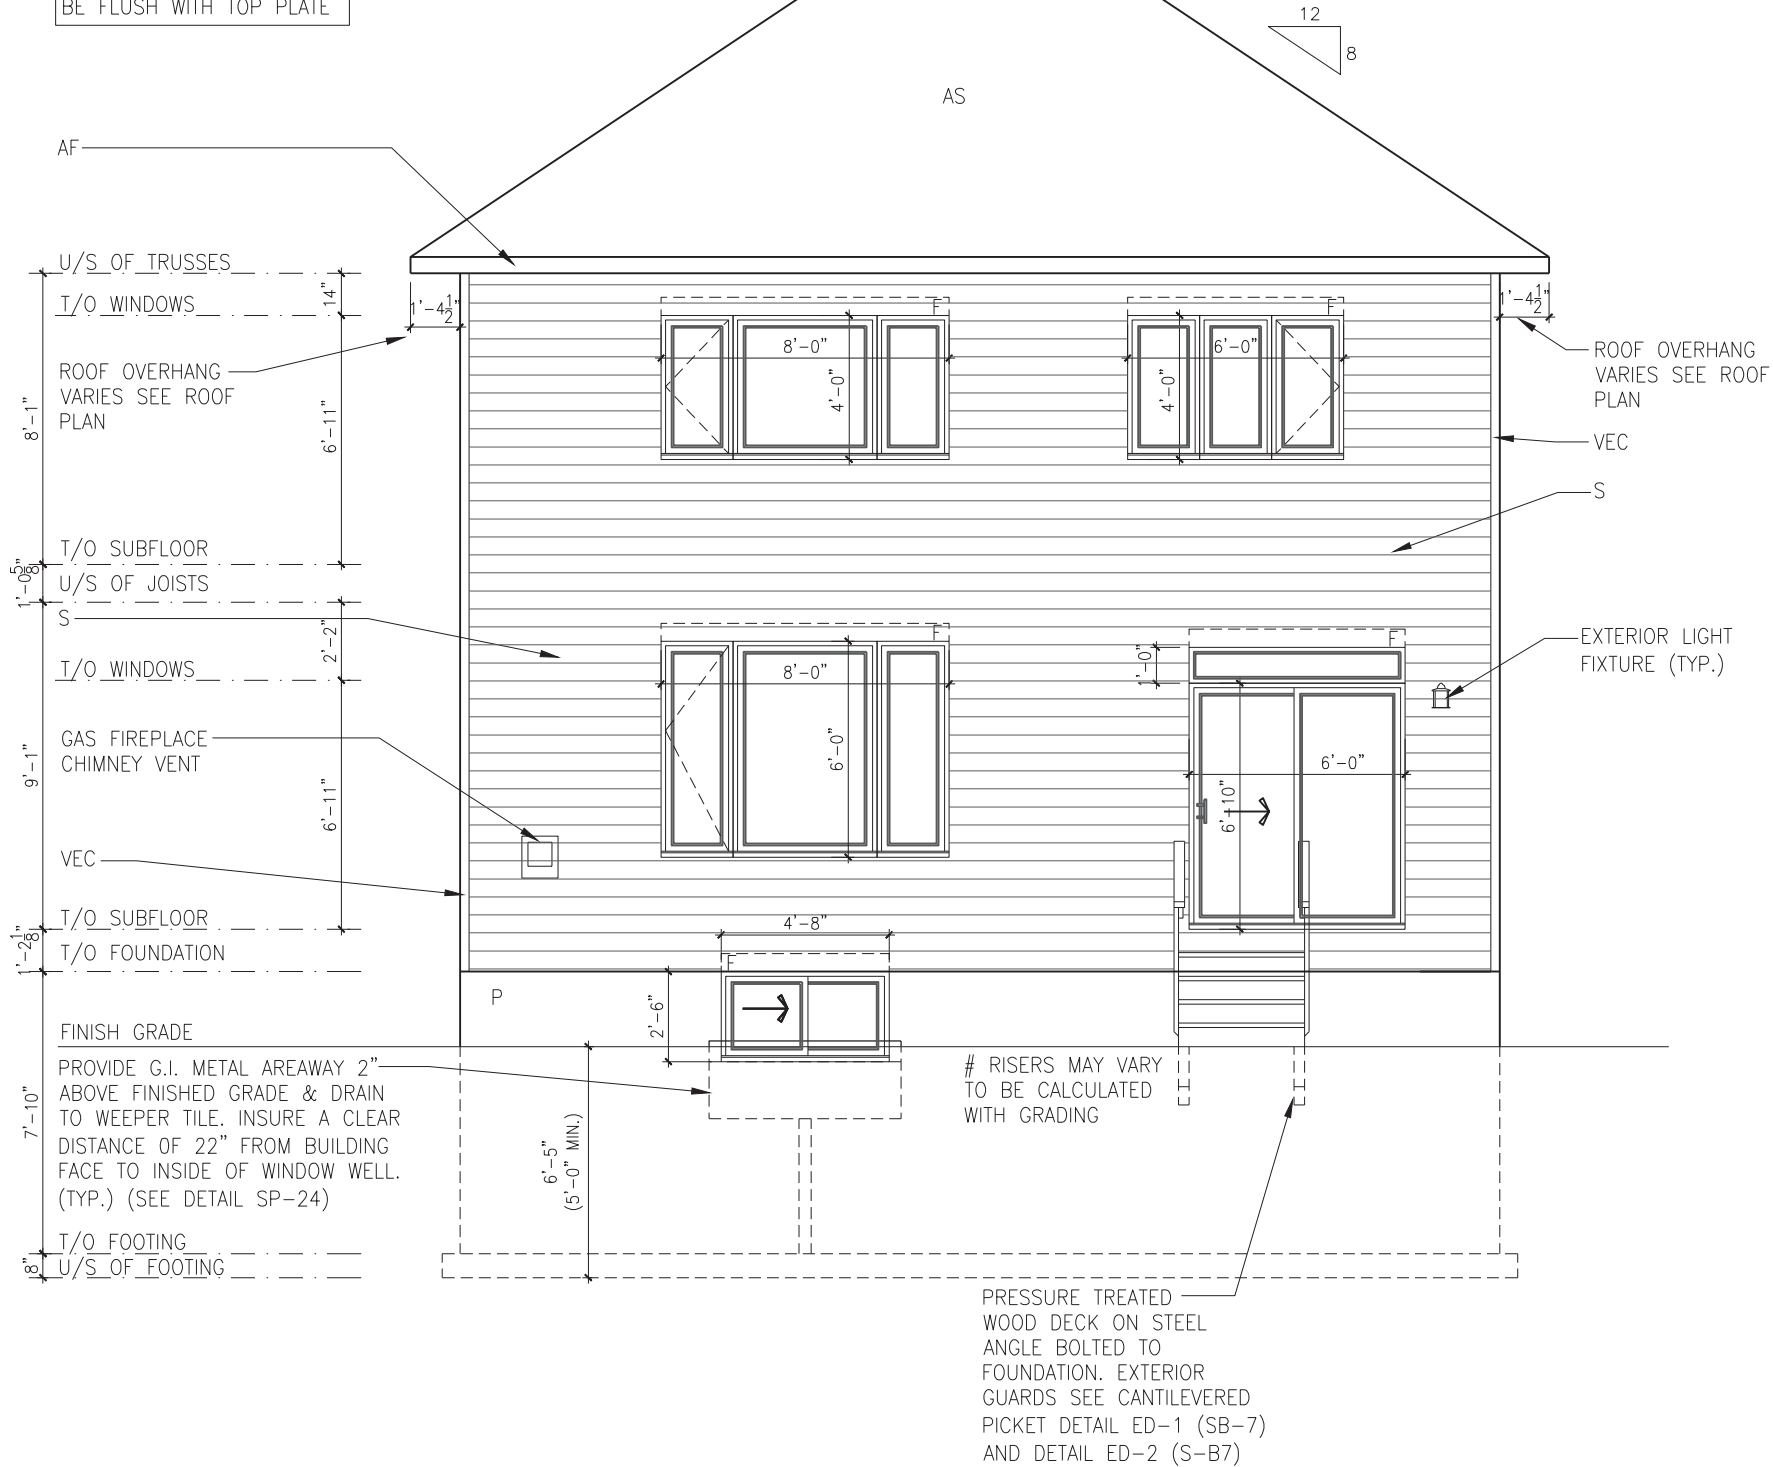 BE FLUSH WITH TOP PLATE
12
8
AS
AF
U/S OF TRUSSES
T/O WINDOWS
14"
1'-4 1/2"
1'-4 1/2"
F
F
8'-0"
6'-0"
4'-0"
4'-0"
ROOF OVERHANG
VARIES SEE ROOF
PLAN
ROOF OVERHANG
VARIES SEE ROOF
PLAN
8'-1"
6'-11"
VEC
S
T/O SUBFLOOR
1'-0 5/8"
U/S OF JOISTS
S
2'-2"
T/O WINDOWS
F
F
8'-0"
1'-0"
EXTERIOR LIGHT
FIXTURE (TYP.)
GAS FIREPLACE
CHIMNEY VENT
9'-1"
6'-11"
6'-0"
6'-0"
6'-10"
VEC
T/O SUBFLOOR
1'-2 1/8"
T/O FOUNDATION
4'-8"
F
P
2'-6"
FINISH GRADE
PROVIDE G.I. METAL AREAWAY 2"
ABOVE FINISHED GRADE & DRAIN
TO WEEPER TILE. INSURE A CLEAR
DISTANCE OF 22" FROM BUILDING
FACE TO INSIDE OF WINDOW WELL.
(TYP.) (SEE DETAIL SP-24)
7'-10"
# RISERS MAY VARY
TO BE CALCULATED
WITH GRADING
6'-5"
(5'-0" MIN.)
T/O FOOTING
8"
U/S OF FOOTING
PRESSURE TREATED
WOOD DECK ON STEEL
ANGLE BOLTED TO
FOUNDATION. EXTERIOR
GUARDS SEE CANTILEVERED
PICKET DETAIL ED-1 (SB-7)
AND DETAIL ED-2 (S-B7)